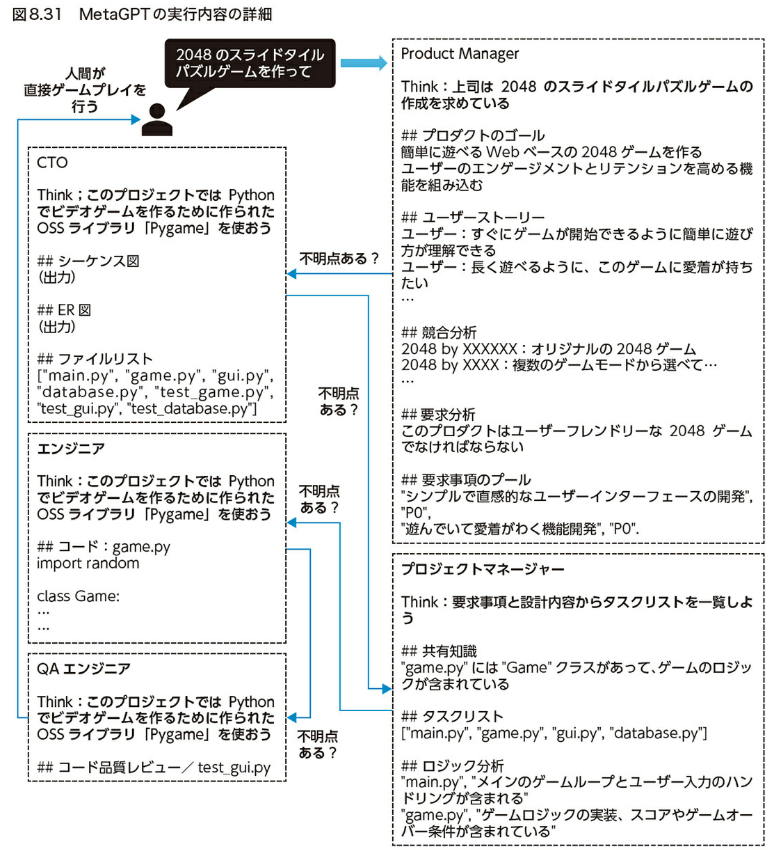 図8.31　MetaGPTの実行内容の詳細
2048 のスライドタイル
パズルゲームを作って
人間が
直接ゲームプレイを
行う
Product Manager
Think：上司は 2048 のスライドタイルパズルゲームの
作成を求めている
## プロダクトのゴール
簡単に遊べる Web ベースの 2048 ゲームを作る
ユーザーのエンゲージメントとリテンションを高める機
能を組み込む
## ユーザーストーリー
ユーザー：すぐにゲームが開始できるように簡単に遊び
方が理解できる
ユーザー：長く遊べるように、このゲームに愛着が持ち
たい
…
## 競合分析
2048 by XXXXXX：オリジナルの 2048 ゲーム
2048 by XXXX：複数のゲームモードから選べて…
…
## 要求分析
このプロダクトはユーザーフレンドリーな 2048 ゲーム
でなければならない
## 要求事項のプール
"シンプルで直感的なユーザーインターフェースの開発",
"P0",
"遊んでいて愛着がわく機能開発", "P0".
不明点ある？
CTO
Think；このプロジェクトでは Python
でビデオゲームを作るために作られた
OSS ライブラリ「Pygame」を使おう
## シーケンス図
（出力）
## ER 図
（出力）
## ファイルリスト
["main.py", "game.py", "gui.py",
"database.py", "test_game.py",
"test_gui.py", "test_database.py"]
不明点
ある？
プロジェクトマネージャー
Think：要求事項と設計内容からタスクリストを一覧しよ
う
## 共有知識
"game.py" には "Game" クラスがあって、ゲームのロジッ
クが含まれている
## タスクリスト
["main.py", "game.py", "gui.py", "database.py"]
## ロジック分析
"main.py", "メインのゲームループとユーザー入力のハン
ドリングが含まれる"
"game.py", "ゲームロジックの実装、スコアやゲームオー
バー条件が含まれている"
不明点
ある？
エンジニア
Think：このプロジェクトでは Python
でビデオゲームを作るために作られた
OSS ライブラリ「Pygame」を使おう
## コード：game.py
import random
class Game:
…
…
不明点
ある？
QA エンジニア
Think：このプロジェクトでは Python
でビデオゲームを作るために作られた
OSS ライブラリ「Pygame」を使おう
## コード品質レビュー／ test_gui.py